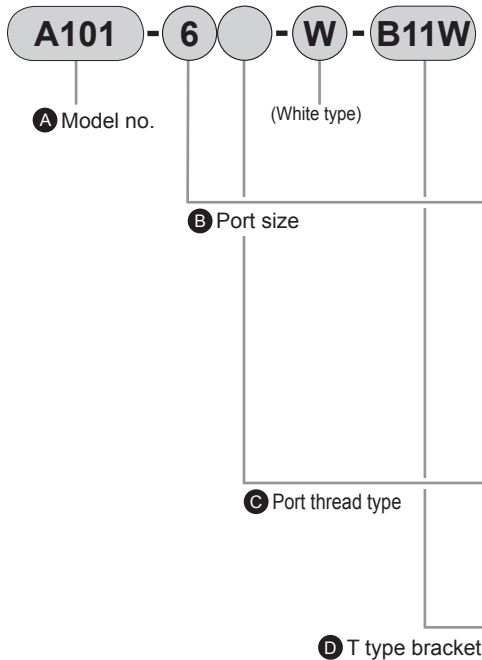 A101 - 6 - W - B11W
A Model no.
(White type)
B Port size
C Port thread type
D T type bracket